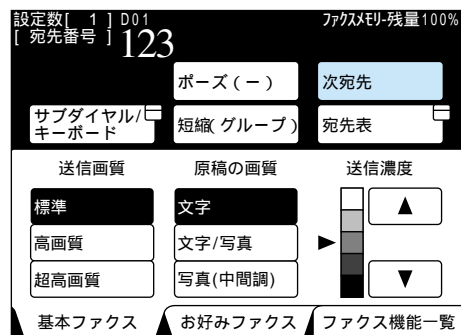 設定数[ 1 ] D01 ファクスメモリー残量100%
[ 宛先番号 ] 123
ポーズ ( − ) 次宛先
サブダイヤル/
キーボード 短縮( グループ ) 宛先表
送信画質 原稿の画質 送信濃度
標準 文字 ▲
高画質 文字/写真
超高画質 写真(中間調) ▼
基本ファクス お好みファクス ファクス機能一覧